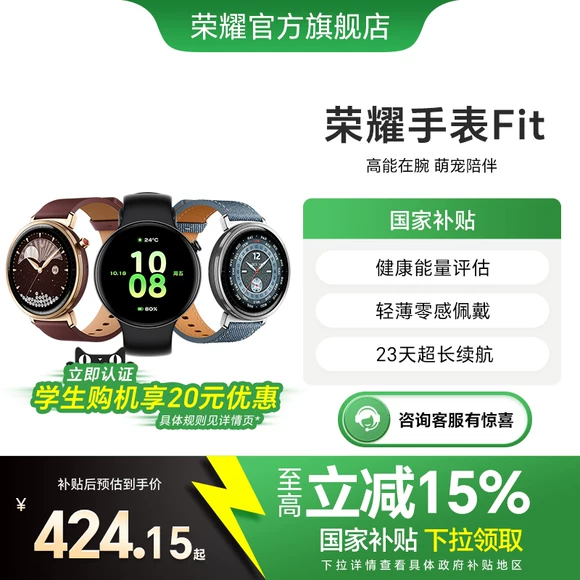 荣耀官方旗舰店
荣耀手表Fit
高能在腕 萌宠陪伴
国家补贴
健康能量评估
轻薄零感佩戴
23天超长续航
咨询客服有惊喜
24°C
10.18
10
08
周五
80%
立即认证
学生购机享20元优惠
具体规则见详情页*
补贴后预估到手价
¥424.15起
至高立减15%
国家补贴 下拉领取
下拉详情查看具体政府补贴地区